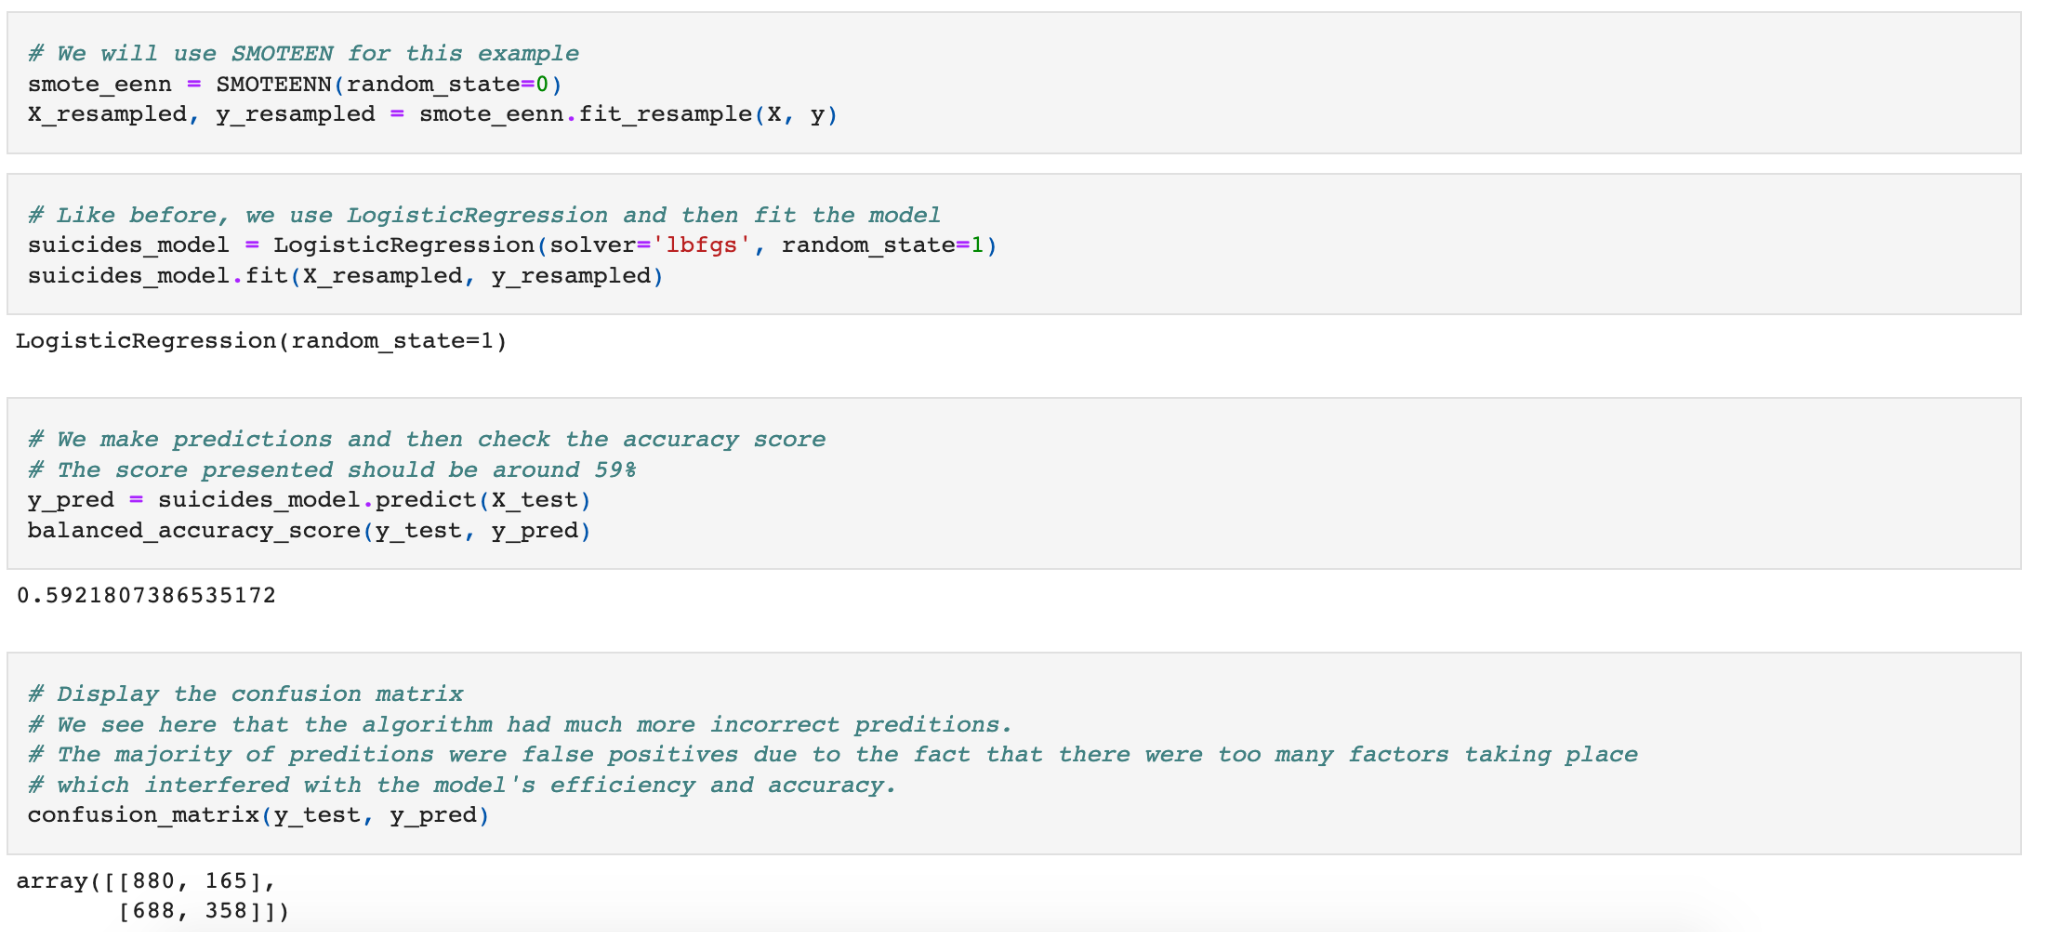 # We will use SMOTEEN for this example
smote_eenn = SMOTEENN(random_state=0)
X_resampled, y_resampled = smote_eenn.fit_resample(X, y)
# Like before, we use LogisticRegression and then fit the model
suicides_model = LogisticRegression(solver='lbfgs', random_state=1)
suicides_model.fit(X_resampled, y_resampled)
LogisticRegression(random_state=1)
# We make predictions and then check the accuracy score
# The score presented should be around 59%
y_pred = suicides_model.predict(X_test)
balanced_accuracy_score(y_test, y_pred)
0.5921807386535172
# Display the confusion matrix
# We see here that the algorithm had much more incorrect preditions.
# The majority of preditions were false positives due to the fact that there were too many factors taking place
# which interfered with the model's efficiency and accuracy.
confusion_matrix(y_test, y_pred)
array([[880, 165],
[688, 358]])